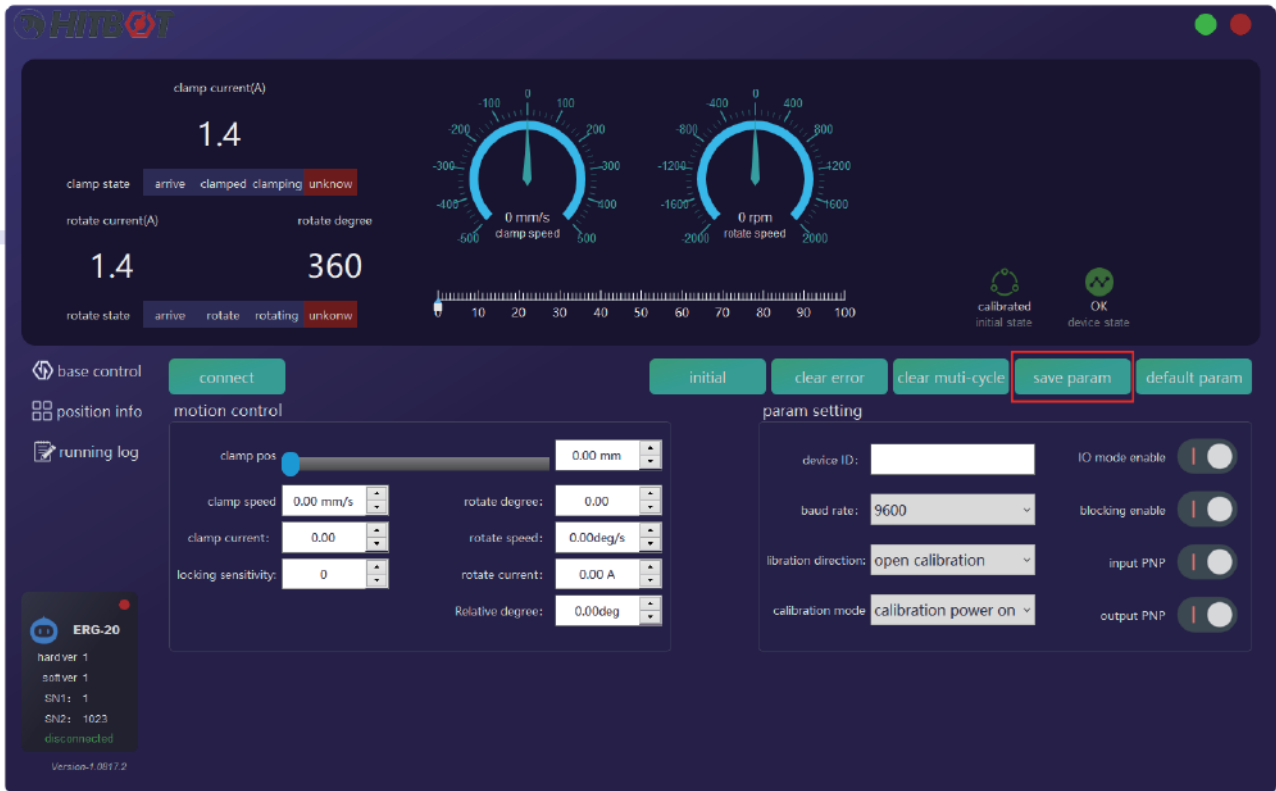 HITBOT
clamp current(A)
1.4
clamp state arrive clamped clamping unknow
rotate current(A) rotate degree
1.4 360
rotate state arrive rotate rotating unkonw
-500 -400 -300 -200 -100 0 100 200 300 400 500
0 mm/s
clamp speed
-2000 -1600 -1200 -800 -400 0 400 800 1200 1600 2000
0 rpm
rotate speed
0 10 20 30 40 50 60 70 80 90 100
calibrated
initial state
OK
device state
base control
position info
running log
connect initial clear error clear muti-cycle save param default param
motion control
clamp pos 0.00 mm
clamp speed 0.00 mm/s rotate degree: 0.00
clamp current: 0.00 rotate speed: 0.00deg/s
locking sensitivity: 0 rotate current: 0.00 A
Relative degree: 0.00deg
param setting
device ID: IO mode enable
baud rate: 9600 blocking enable
libration direction: open calibration input PNP
calibration mode calibration power on output PNP
ERG-20
hardver 1
softver 1
SN1: 1
SN2: 1023
disconnected
Version-1.0817.2